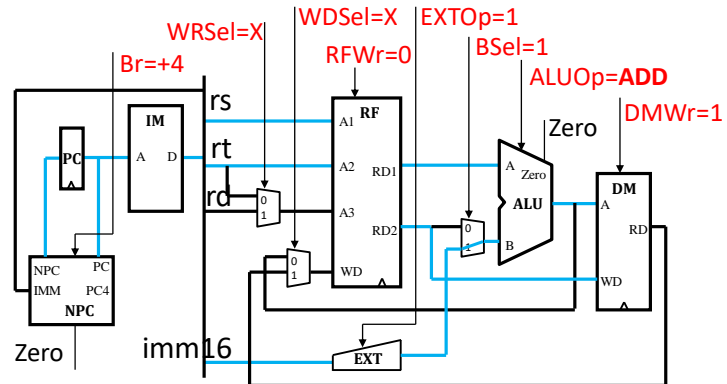 WRSel=X
WDSel=X
EXTOp=1
BSel=1
Br=+4
RFWr=0
ALUOp=ADD
DMWr=1
rs
IM
RF
Zero
rt
A1
PC
A
D
A2
RD1
A
Zero
DM
rd
0
1
A3
ALU
A
RD2
0
1
B
RD
NPC
PC
IMM
PC4
NPC
0
1
WD
WD
Zero
imm16
EXT